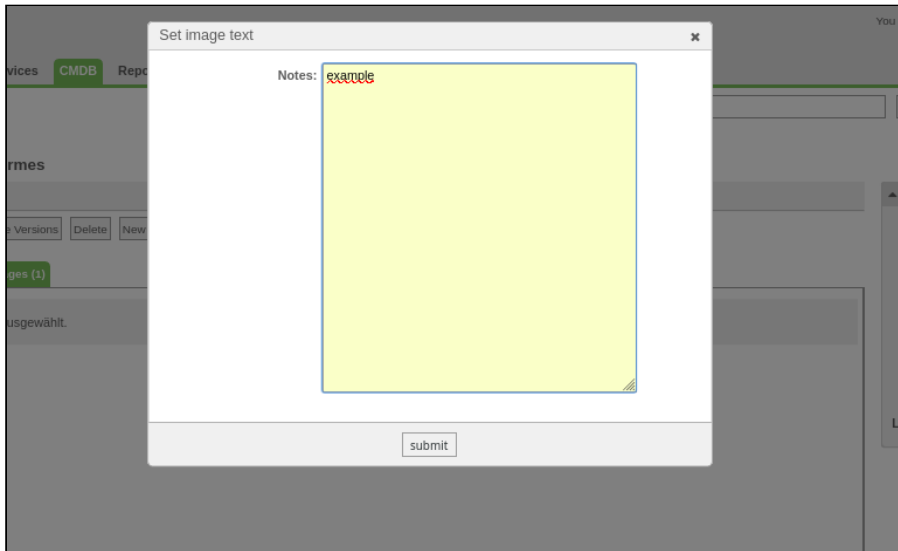 You
Set image text
✖
vices CMDB Repo
Notes: example
rmes
e Versions Delete New
ges (1)
usgewählt.
L
submit